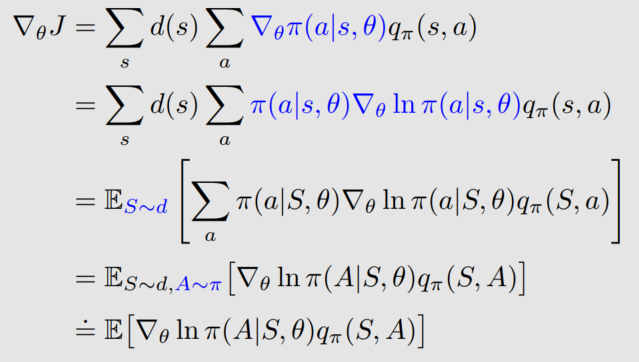 ∇_θ J = ∑_s d(s) ∑_a ∇_θ π(a|s, θ) q_π(s, a)
= ∑_s d(s) ∑_a π(a|s, θ) ∇_θ ln π(a|s, θ) q_π(s, a)
= 𝔼_{S∼d} [ ∑_a π(a|S, θ) ∇_θ ln π(a|S, θ) q_π(S, a) ]
= 𝔼_{S∼d, A∼π} [ ∇_θ ln π(A|S, θ) q_π(S, A) ]
≐ 𝔼 [ ∇_θ ln π(A|S, θ) q_π(S, A) ]